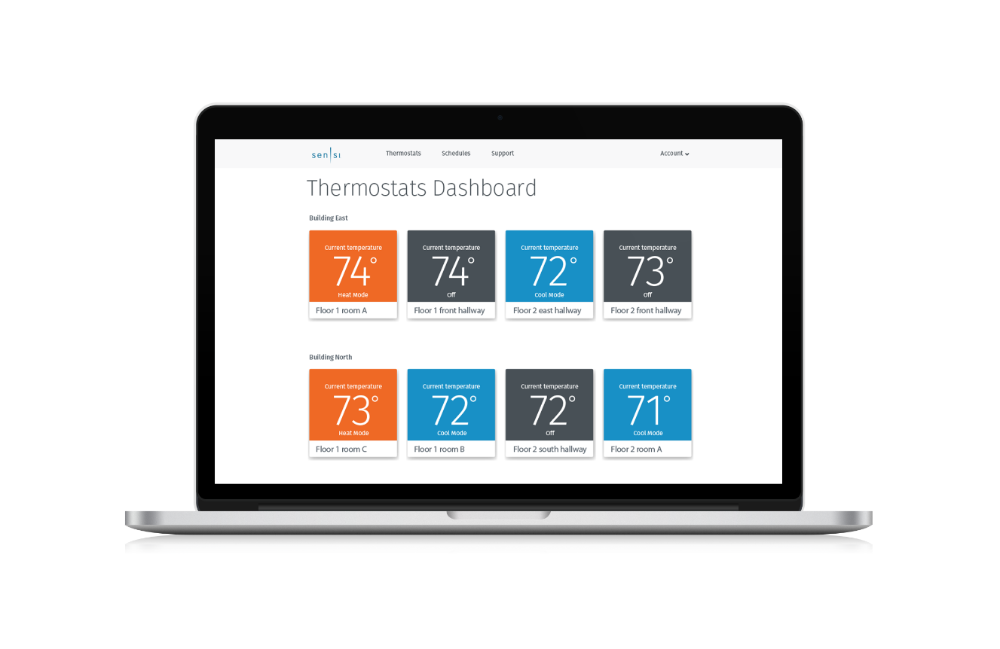 sensi Thermostats Schedules Support Account
Thermostats Dashboard
Building East
Current temperature Current temperature Current temperature Current temperature
74° 74° 72° 73°
Heat Mode Off Cool Mode Off
Floor 1 room A Floor 1 front hallway Floor 2 east hallway Floor 2 front hallway
Building North
Current temperature Current temperature Current temperature Current temperature
73° 72° 72° 71°
Heat Mode Cool Mode Off Cool Mode
Floor 1 room C Floor 1 room B Floor 2 south hallway Floor 2 room A